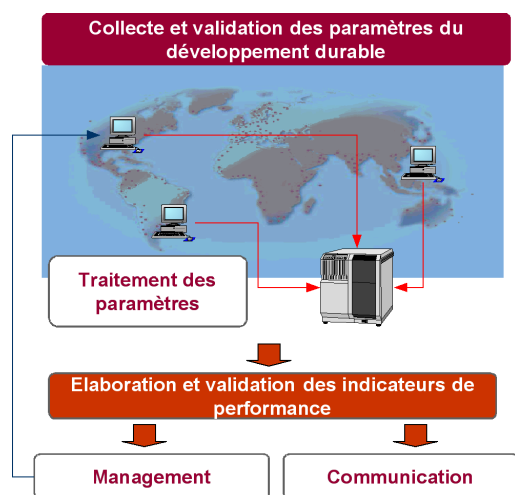 Collecte et validation des paramètres du
développement durable
Traitement des
paramètres
Elaboration et validation des indicateurs de
performance
Management
Communication